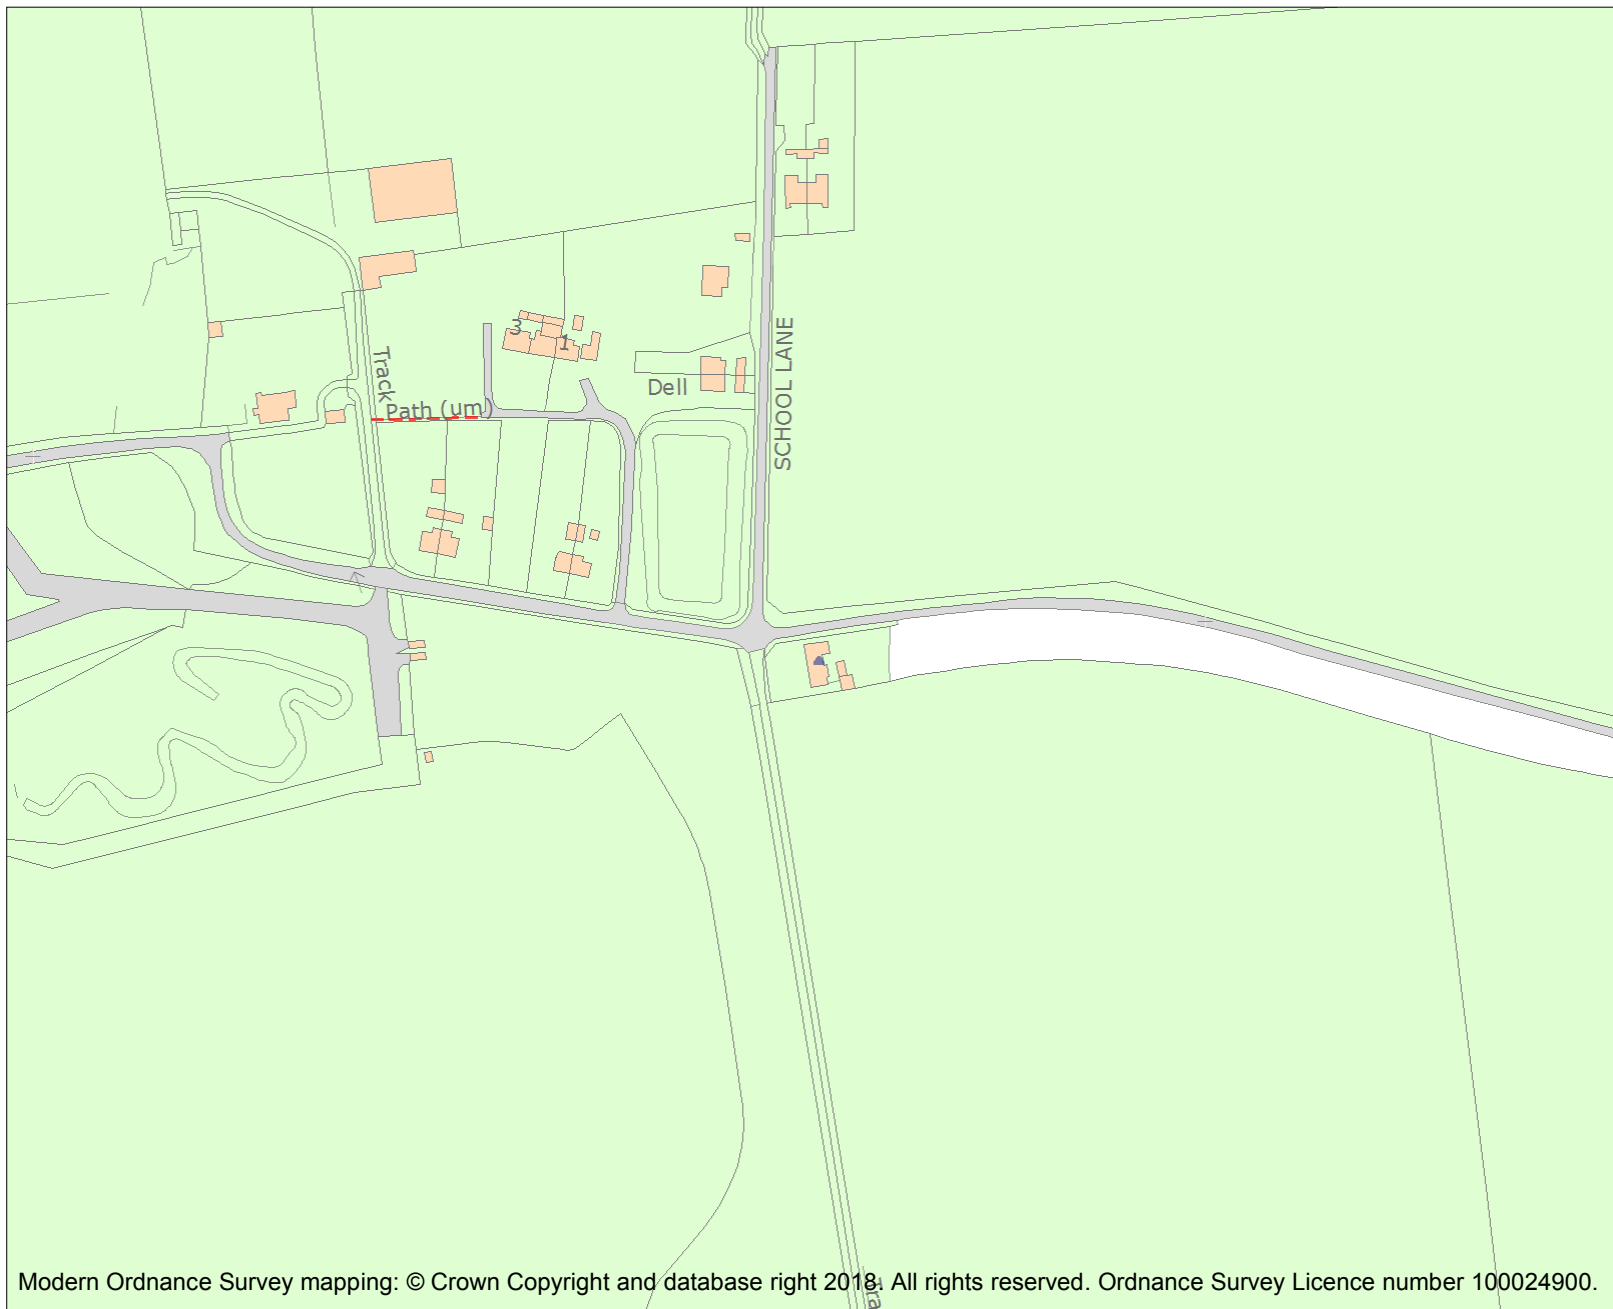 SCHOOL LANE
3
1
Track
Dell
Path (um)
Modern Ordnance Survey mapping: © Crown Copyright and database right 2018. All rights reserved. Ordnance Survey Licence number 100024900.